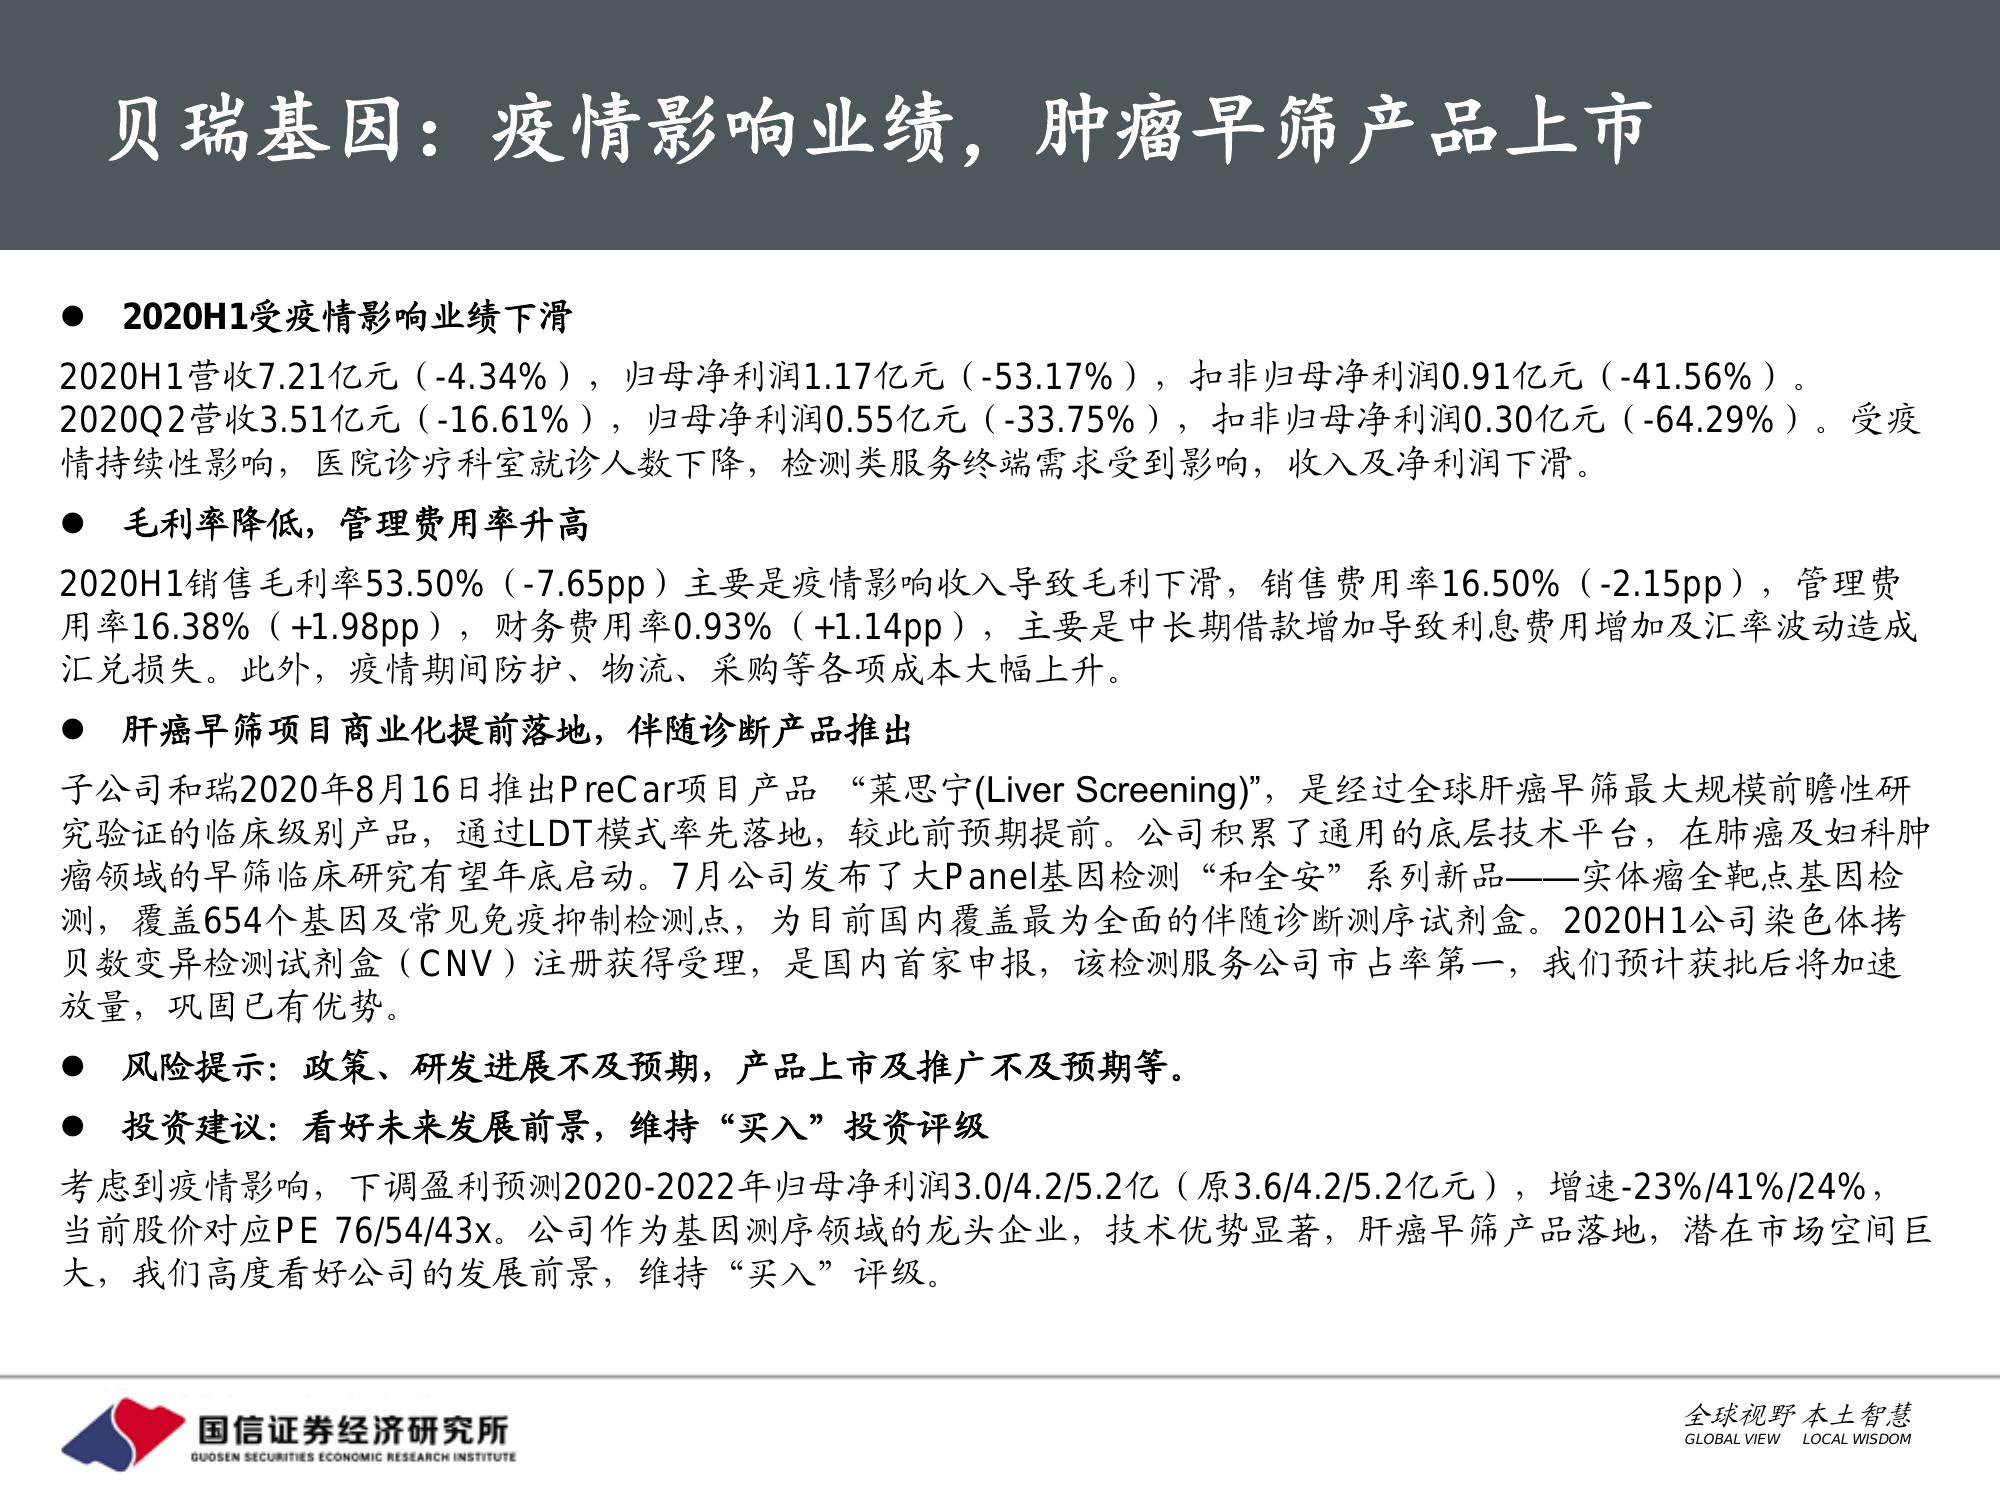 贝瑞基因：疫情影响业绩，肿瘤早筛产品上市
● 2020H1受疫情影响业绩下滑
2020H1营收7.21亿元（-4.34%），归母净利润1.17亿元（-53.17%），扣非归母净利润0.91亿元（-41.56%）。
2020Q2营收3.51亿元（-16.61%），归母净利润0.55亿元（-33.75%），扣非归母净利润0.30亿元（-64.29%）。受疫
情持续性影响，医院诊疗科室就诊人数下降，检测类服务终端需求受到影响，收入及净利润下滑。
● 毛利率降低，管理费用率升高
2020H1销售毛利率53.50%（-7.65pp）主要是疫情影响收入导致毛利下滑，销售费用率16.50%（-2.15pp），管理费
用率16.38%（+1.98pp），财务费用率0.93%（+1.14pp），主要是中长期借款增加导致利息费用增加及汇率波动造成
汇兑损失。此外，疫情期间防护、物流、采购等各项成本大幅上升。
● 肝癌早筛项目商业化提前落地，伴随诊断产品推出
子公司和瑞2020年8月16日推出PreCar项目产品 “莱思宁(Liver Screening)”，是经过全球肝癌早筛最大规模前瞻性研
究验证的临床级别产品，通过LDT模式率先落地，较此前预期提前。公司积累了通用的底层技术平台，在肺癌及妇科肿
瘤领域的早筛临床研究有望年底启动。7月公司发布了大Panel基因检测“和全安”系列新品——实体瘤全靶点基因检
测，覆盖654个基因及常见免疫抑制检测点，为目前国内覆盖最为全面的伴随诊断测序试剂盒。2020H1公司染色体拷
贝数变异检测试剂盒（CNV）注册获得受理，是国内首家申报，该检测服务公司市占率第一，我们预计获批后将加速
放量，巩固已有优势。
● 风险提示：政策、研发进展不及预期，产品上市及推广不及预期等。
● 投资建议：看好未来发展前景，维持“买入”投资评级
考虑到疫情影响，下调盈利预测2020-2022年归母净利润3.0/4.2/5.2亿（原3.6/4.2/5.2亿元），增速-23%/41%/24%，
当前股价对应PE 76/54/43x。公司作为基因测序领域的龙头企业，技术优势显著，肝癌早筛产品落地，潜在市场空间巨
大，我们高度看好公司的发展前景，维持“买入”评级。
国信证券经济研究所
GUOSEN SECURITIES ECONOMIC RESEARCH INSTITUTE
全球视野 本土智慧
GLOBAL VIEW LOCAL WISDOM